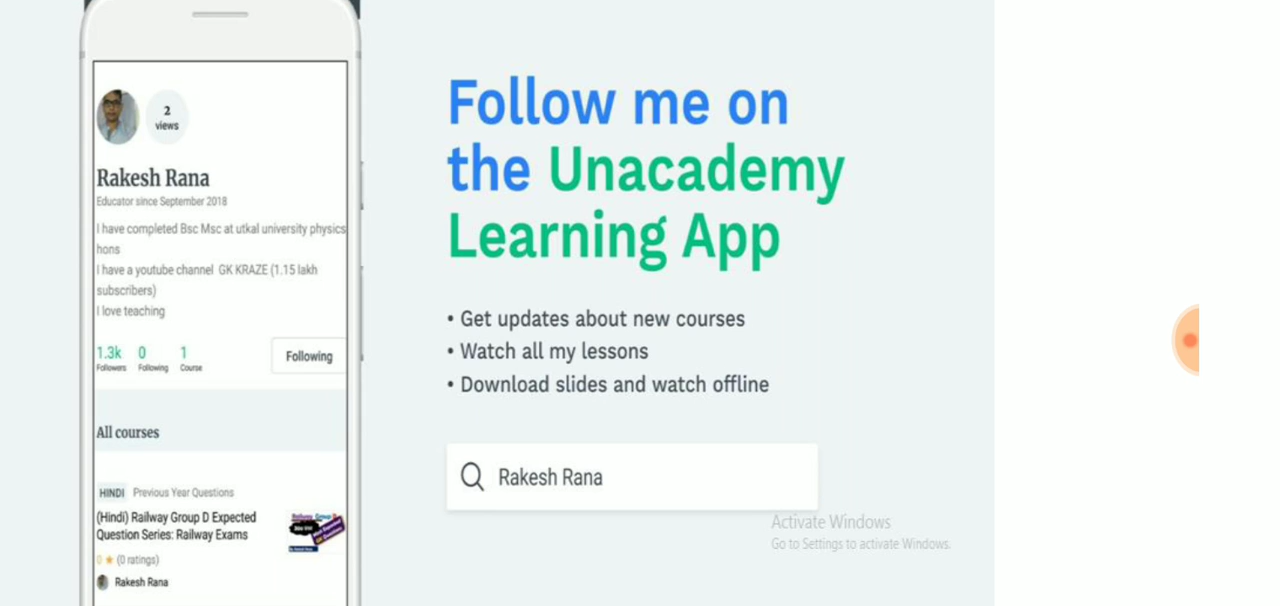 2
views
Rakesh Rana
Educator since September 2018
I have completed Bsc Msc at utkal university physics
hons
I have a youtube channel GK KRAZE (1.15 lakh
subscribers)
I love teaching
1.3k 0 1
Followers Following Course
Following
All courses
HINDI Previous Year Questions
(Hindi) Railway Group D Expected
Question Series: Railway Exams
0 ★ (0 ratings)
Rakesh Rana
Follow me on
the Unacademy
Learning App
• Get updates about new courses
• Watch all my lessons
• Download slides and watch offline
Rakesh Rana
Activate Windows
Go to Settings to activate Windows.